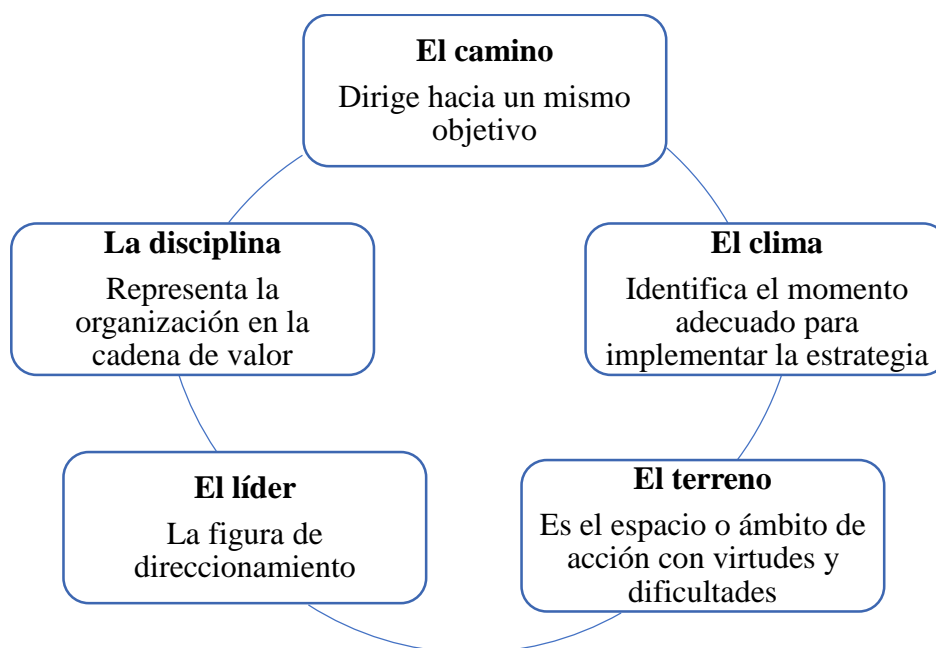 El camino
Dirige hacia un mismo
objetivo
La disciplina
Representa la
organización en la
cadena de valor
El clima
Identifica el momento
adecuado para
implementar la estrategia
El líder
La figura de
direccionamiento
El terreno
Es el espacio o ámbito de
acción con virtudes y
dificultades